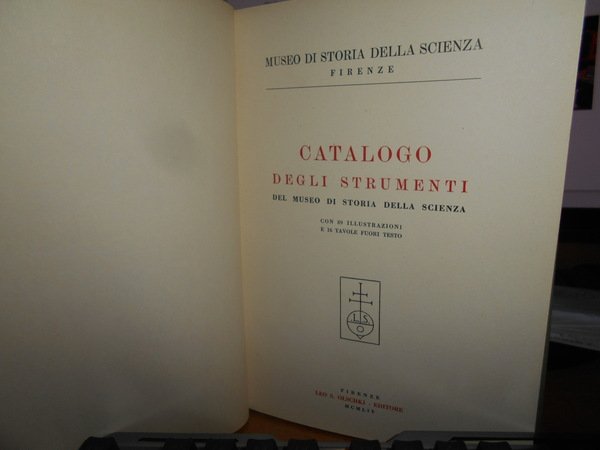 MUSEO DI STORIA DELLA SCIENZA
FIRENZE
CATALOGO
DEGLI STRUMENTI
DEL MUSEO DI STORIA DELLA SCIENZA
CON 89 ILLUSTRAZIONI
E 16 TAVOLE FUORI TESTO
L S
O
FIRENZE
LEO S. OLSCHKI - EDITORE
MCMLIV